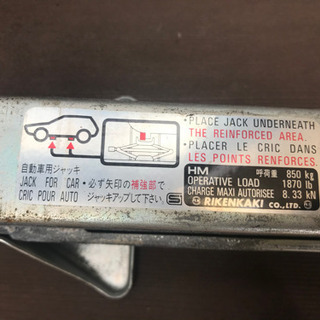 PLACE JACK UNDERNEATH
THE REINFORCED AREA.
PLACER LE CRIC DANS
LES POINTS RENFORCES.
自動車用ジャッキ
JACK FOR CAR
CRIC POUR AUTO
・必ず矢印の補強部で
ジャッキアップして下さい。
S
HM 呼荷重 850 kg
OPERATIVE LOAD 1870 lb
CHARGE MAXI AUTORISEE 8.33 kN
RIKENKAKI CO.,LTD.